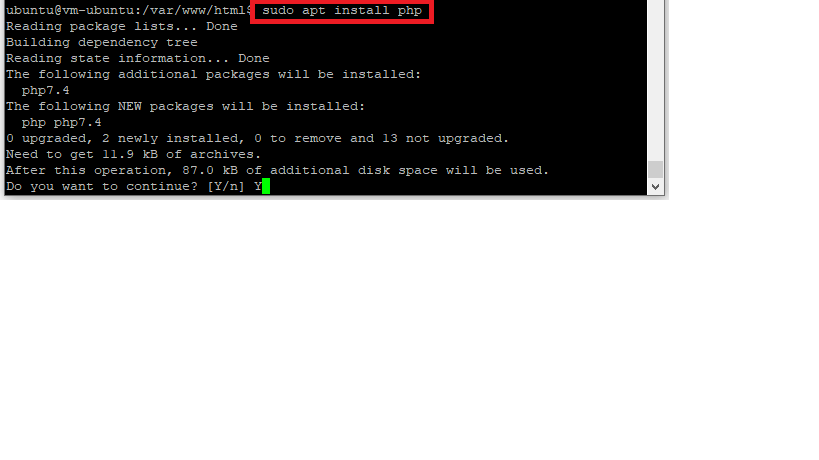 ubuntu@vm-ubuntu:/var/www/html$ sudo apt install php
Reading package lists... Done
Building dependency tree
Reading state information... Done
The following additional packages will be installed:
  php7.4
The following NEW packages will be installed:
  php php7.4
0 upgraded, 2 newly installed, 0 to remove and 13 not upgraded.
Need to get 11.9 kB of archives.
After this operation, 87.0 kB of additional disk space will be used.
Do you want to continue? [Y/n] Y